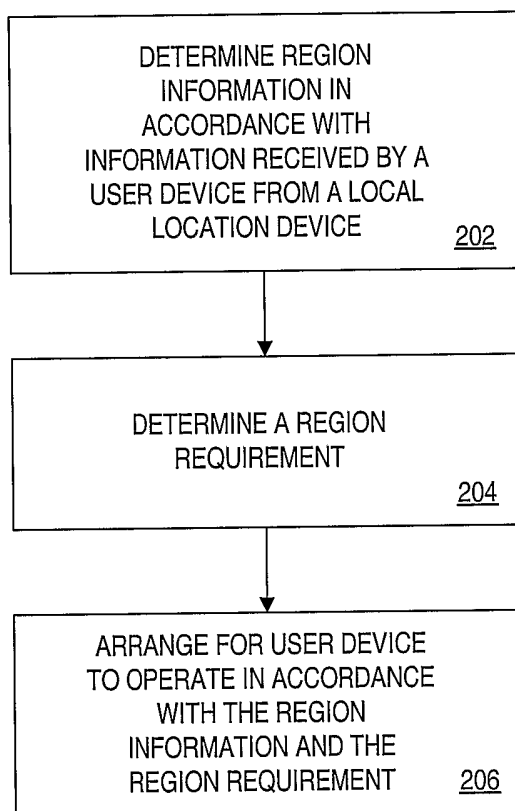 DETERMINE REGION
INFORMATION IN
ACCORDANCE WITH
INFORMATION RECEIVED BY A
USER DEVICE FROM A LOCAL
LOCATION DEVICE
202
DETERMINE A REGION
REQUIREMENT
204
ARRANGE FOR USER DEVICE
TO OPERATE IN ACCORDANCE
WITH THE REGION
INFORMATION AND THE
REGION REQUIREMENT
206